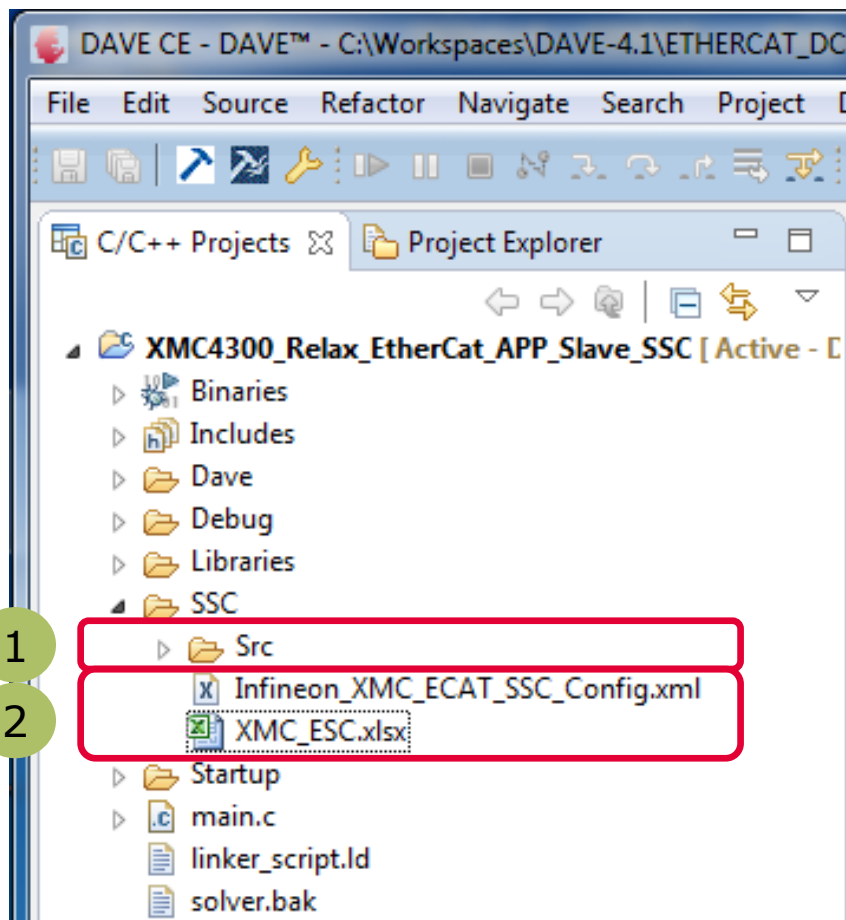 DAVE CE - DAVE™ - C:\Workspaces\DAVE-4.1\ETHERCAT_DC
File Edit Source Refactor Navigate Search Project
C/C++ Projects Project Explorer
XMC4300_Relax_EtherCat_APP_Slave_SSC [ Active -
Binaries
Includes
Dave
Debug
Libraries
SSC
1 Src
Infineon_XMC_ECAT_SSC_Config.xml
2 XMC_ESC.xlsx
Startup
main.c
linker_script.ld
solver.bak